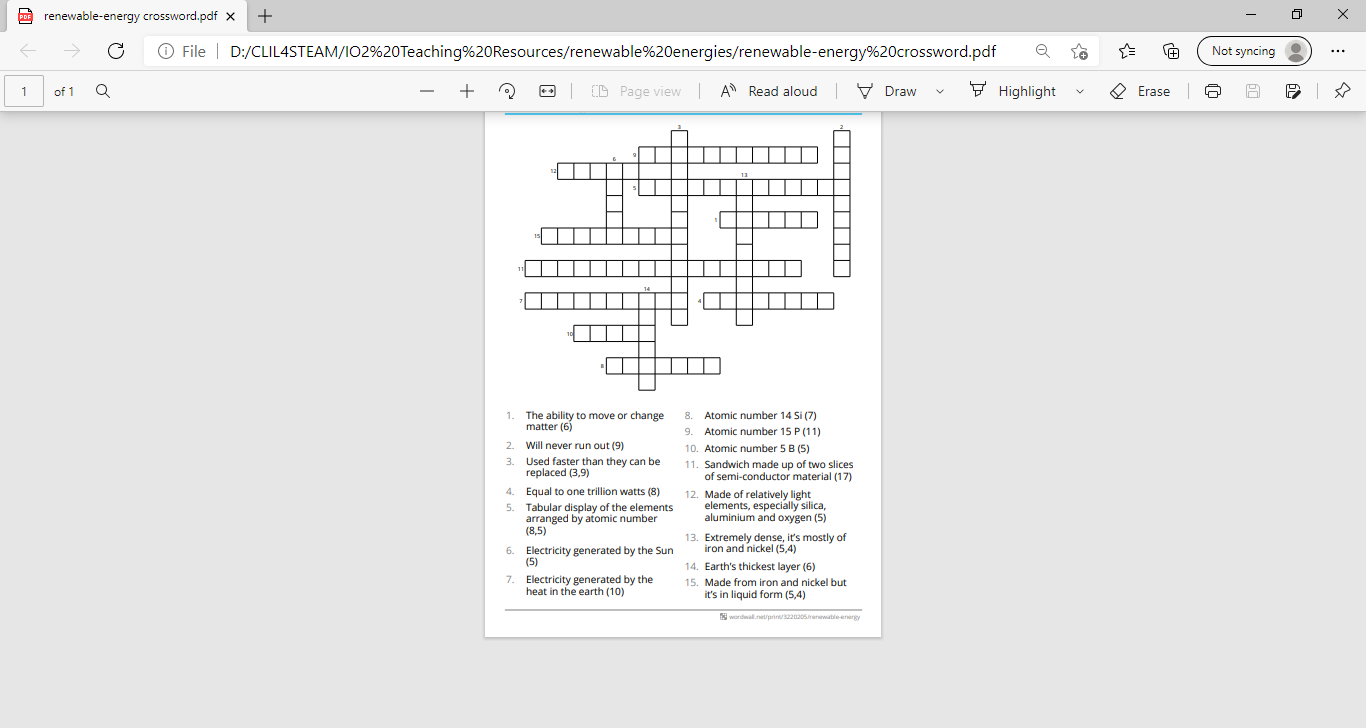 renewable-energy crossword.pdf
File
D:/CLIL4STEAM/IO2%20Teaching%20Resources/renewable%20energies/renewable-energy%20crossword.pdf
Not syncing
1 of 1
Page view
Read aloud
Draw
Highlight
Erase
3
2
9
6
12
13
5
1
15
11
14
7
4
10
8
1. The ability to move or change
matter (6)
2. Will never run out (9)
3. Used faster than they can be
replaced (3,9)
4. Equal to one trillion watts (8)
5. Tabular display of the elements
arranged by atomic number
(8,5)
6. Electricity generated by the Sun
(5)
7. Electricity generated by the
heat in the earth (10)
8. Atomic number 14 Si (7)
9. Atomic number 15 P (11)
10. Atomic number 5 B (5)
11. Sandwich made up of two slices
of semi-conductor material (17)
12. Made of relatively light
elements, especially silica,
aluminium and oxygen (5)
13. Extremely dense, it's mostly of
iron and nickel (5,4)
14. Earth's thickest layer (6)
15. Made from iron and nickel but
it's in liquid form (5,4)
wordwall.net/print/3220205/renewable-energy